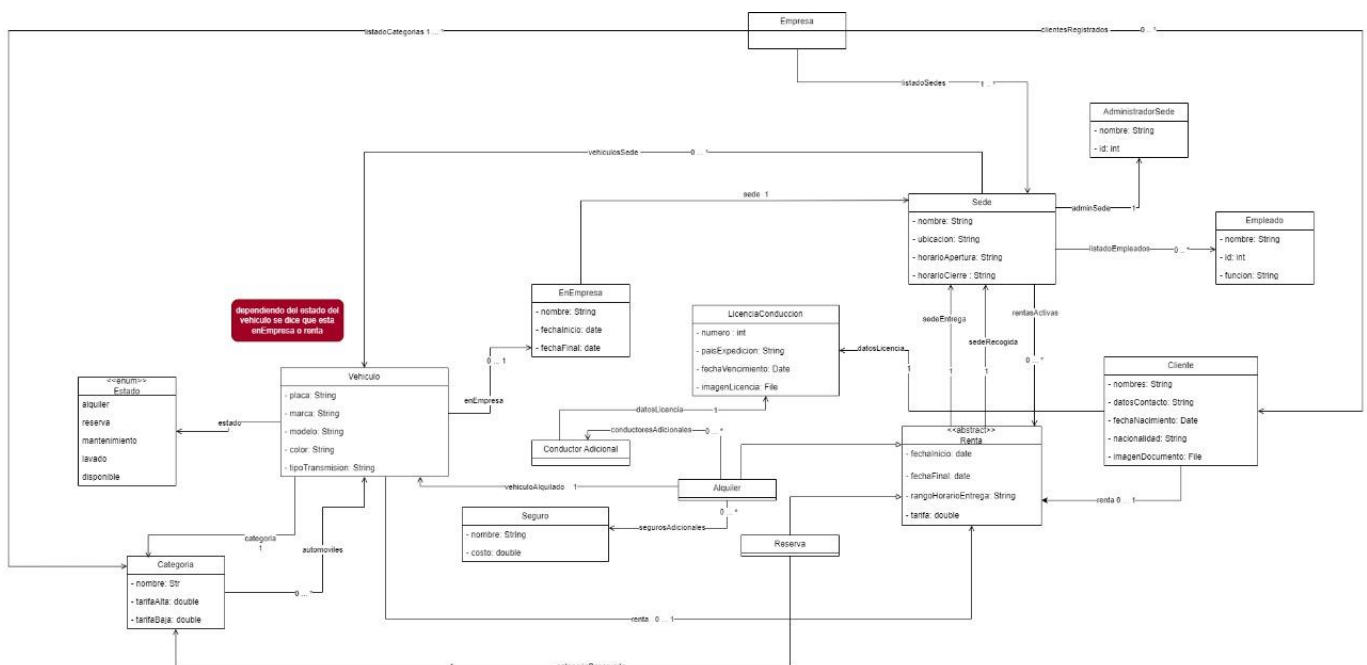 Empresa
listadoCategorias 1 ... *
clientesRegistrados 0 ... *
listadoSedes 1 ... *
AdministradorSede
- nombre: String
- id: int
vehiculosSede 0 ... *
sede 1
Sede
- nombre: String
- ubicacion: String
- horarioApertura: String
- horarioCierre : String
adminSede 1
Empleado
- nombre: String
- id: int
- funcion: String
listadoEmpleados 0 ... *
dependiendo del estado del
vehiculo se dice que esta
enEmpresa o renta
EnEmpresa
- nombre: String
- fechaInicio: date
- fechaFinal: date
0 ... 1
enEmpresa
LicenciaConduccion
- numero : int
- paisExpedicion: String
- fechaVencimiento: Date
- imagenLicencia: File
sedeEntrega
1
sedeRecogida
1
rentasActivas
0 ... *
datosLicencia
1
Cliente
- nombres: String
- datosContacto: String
- fechaNacimiento: Date
- nacionalidad: String
- imagenDocumento: File
<<enum>>
Estado
alquiler
reserva
mantenimiento
lavado
disponible
estado
Vehiculo
- placa: String
- marca: String
- modelo: String
- color: String
- tipoTransmision: String
datosLicencia 1
conductoresAdicionales 0 ... *
Conductor Adicional
<<abstract>>
Renta
- fechaInicio: date
- fechaFinal: date
- rangoHorarioEntrega: String
- tarifa: double
renta 0 ... 1
vehiculoAlquilado 1
Alquiler
0 ... *
segurosAdicionales
Seguro
- nombre: String
- costo: double
Reserva
categoria
1
automoviles
0 ... *
Categoria
- nombre: Str
- tarifaAlta: double
- tarifaBaja: double
renta 0 ... 1